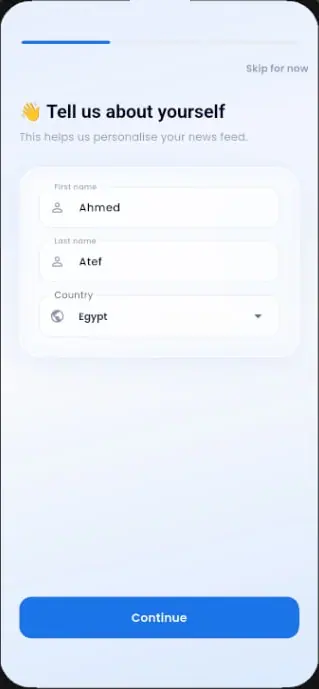 Skip for now
👋 Tell us about yourself
This helps us personalise your news feed.
First name
Ahmed
Last name
Atef
Country
Egypt
Continue